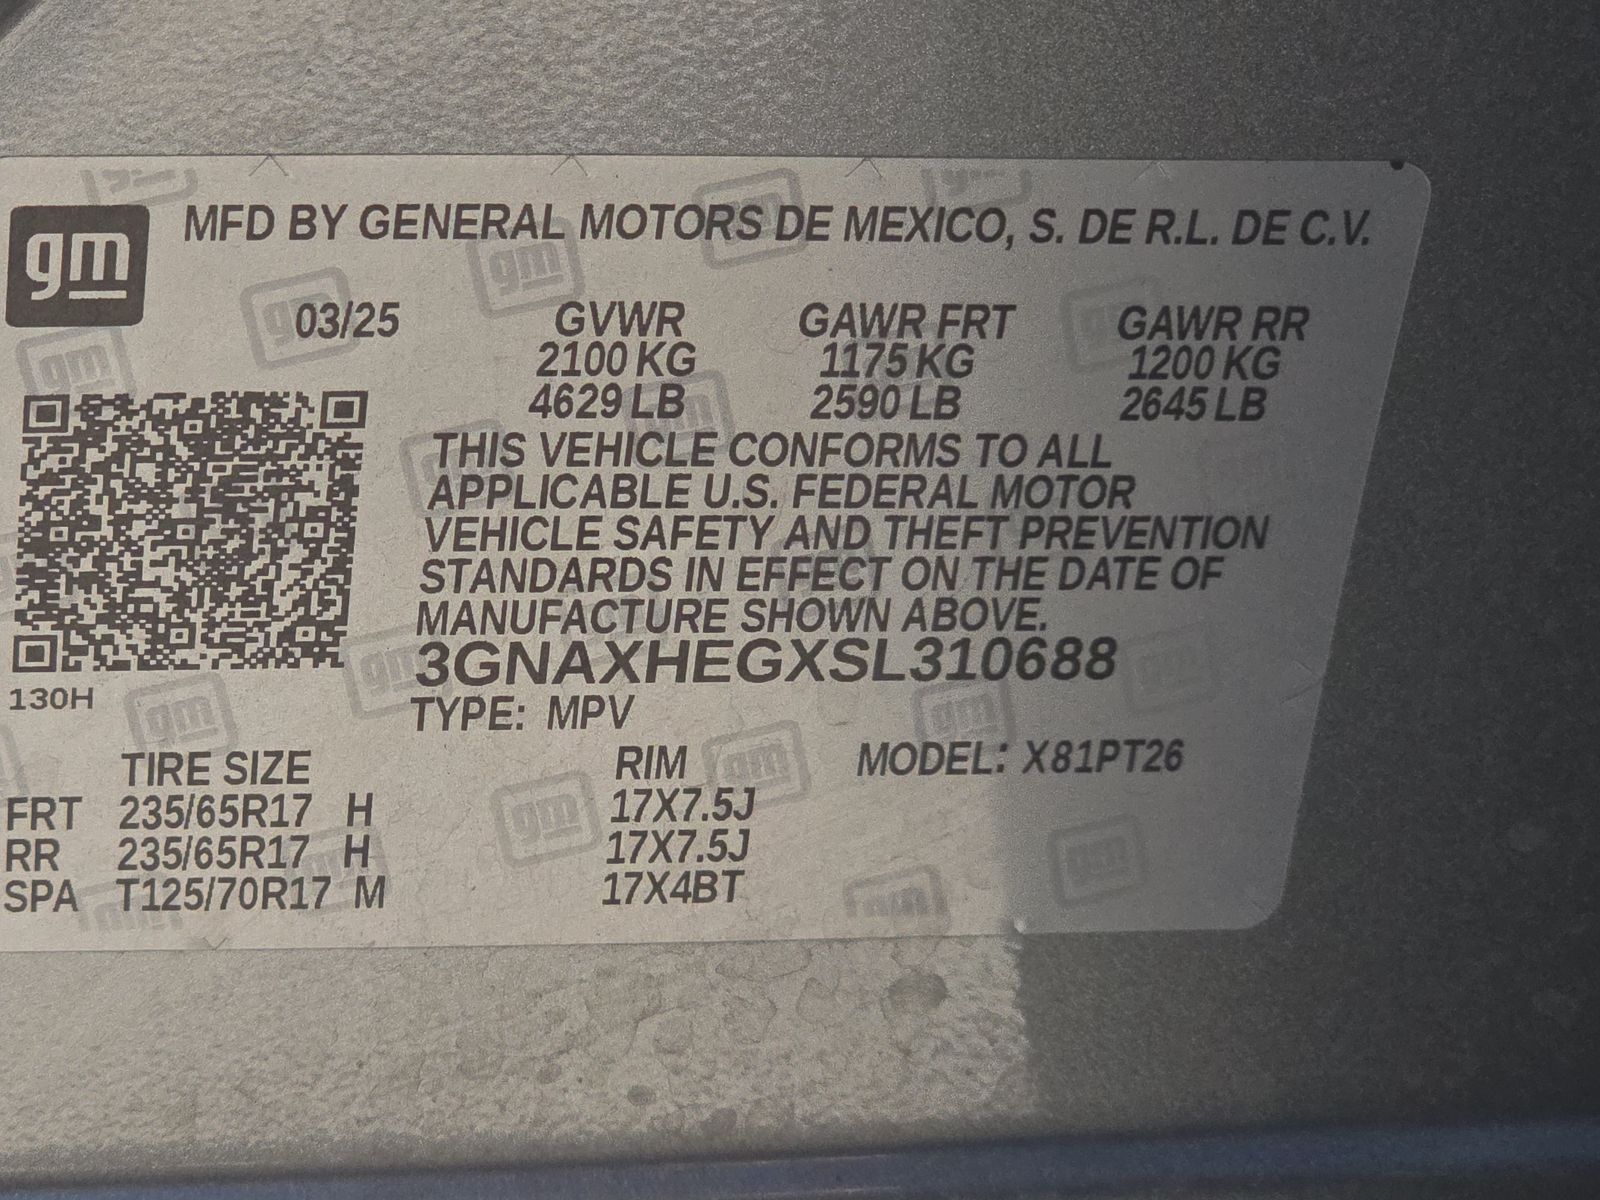 gm MFD BY GENERAL MOTORS DE MEXICO, S. DE R.L. DE C.V.
03/25 GVWR GAWR FRT GAWR RR
2100 KG 1175 KG 1200 KG
4629 LB 2590 LB 2645 LB
THIS VEHICLE CONFORMS TO ALL
APPLICABLE U.S. FEDERAL MOTOR
VEHICLE SAFETY AND THEFT PREVENTION
STANDARDS IN EFFECT ON THE DATE OF
MANUFACTURE SHOWN ABOVE.
3GNAXHEGXSL310688
130H
TYPE: MPV
TIRE SIZE RIM MODEL: X81PT26
FRT 235/65R17 H 17X7.5J
RR 235/65R17 H 17X7.5J
SPA T125/70R17 M 17X4BT